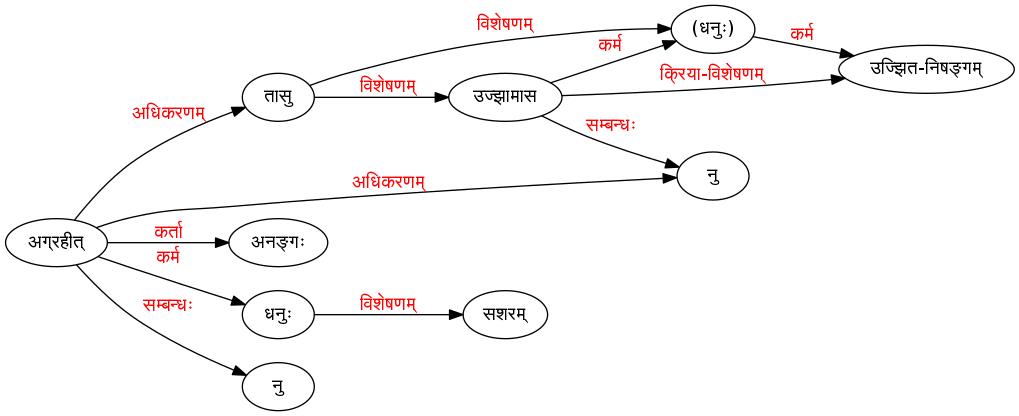 (धनुः)
विशेषणम्
कर्म
कर्म
उज्झित-निषङ्गम्
क्रिया-विशेषणम्
विशेषणम्
तासु
उज्झामास
अधिकरणम्
सम्बन्धः
नु
अधिकरणम्
कर्ता
अग्रहीत्
अनङ्गः
कर्म
विशेषणम्
सम्बन्धः
धनुः
सशरम्
नु